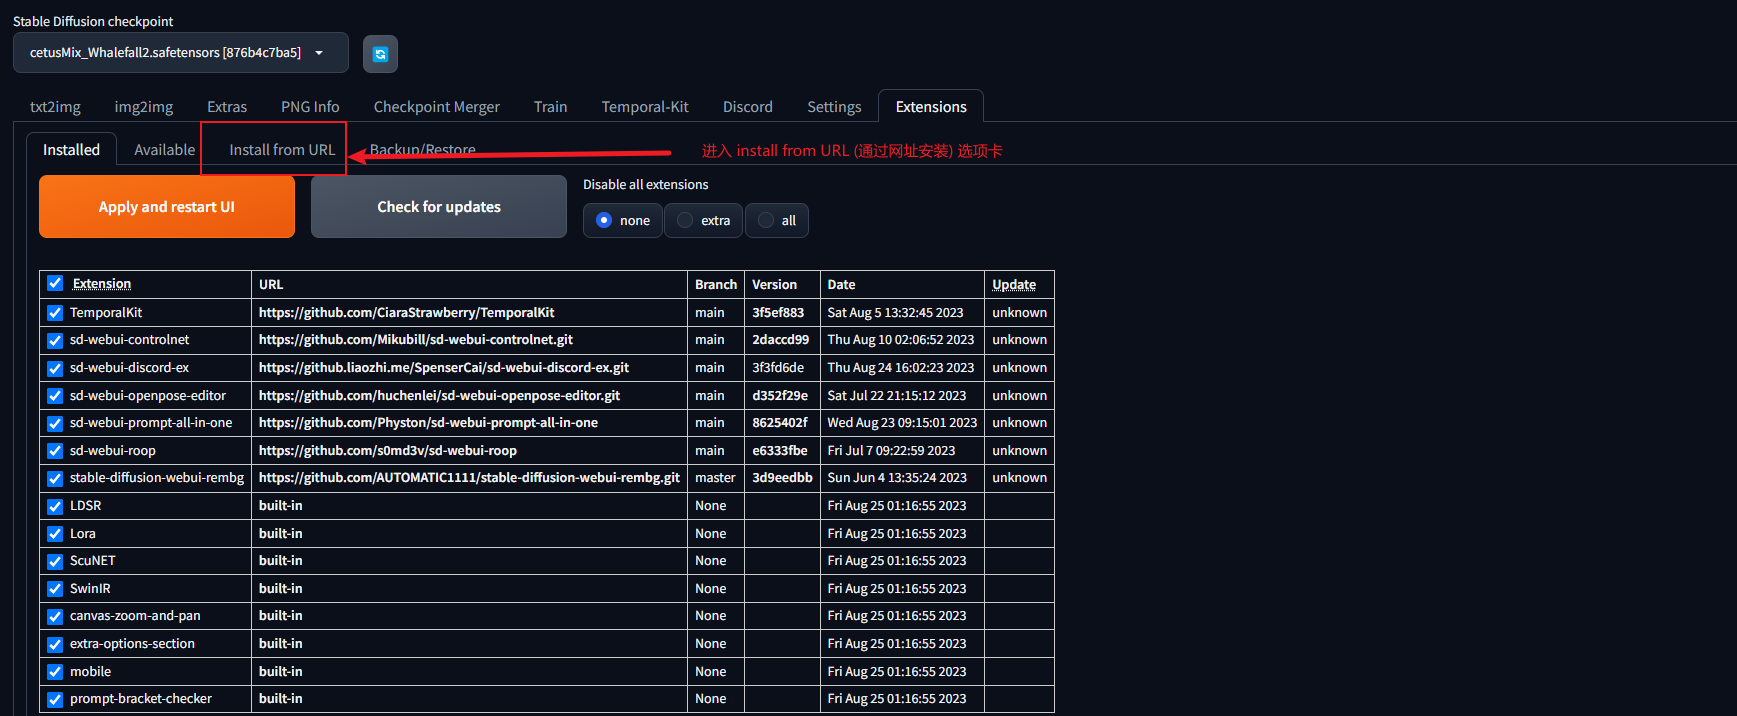 Stable Diffusion checkpoint
cetusMix_Whalefall2.safetensors [876b4c7ba5]
txt2img img2img Extras PNG Info Checkpoint Merger Train Temporal-Kit Discord Settings Extensions
Installed Available Install from URL Backup/Restore 进入 install from URL (通过网址安装) 选项卡
Apply and restart UI Check for updates Disable all extensions
none extra all
Extension URL Branch Version Date Update
TemporalKit https://github.com/CiaraStrawberry/TemporalKit main 3f5ef883 Sat Aug 5 13:32:45 2023 unknown
sd-webui-controlnet https://github.com/Mikubill/sd-webui-controlnet.git main 2daccd99 Thu Aug 10 02:06:52 2023 unknown
sd-webui-discord-ex https://github.liaozhi.me/SpenserCai/sd-webui-discord-ex.git main 3f3fd6de Thu Aug 24 16:02:23 2023 unknown
sd-webui-openpose-editor https://github.com/huchenlei/sd-webui-openpose-editor.git main d352f29e Sat Jul 22 21:15:12 2023 unknown
sd-webui-prompt-all-in-one https://github.com/Physton/sd-webui-prompt-all-in-one main 8625402f Wed Aug 23 09:15:01 2023 unknown
sd-webui-roop https://github.com/s0md3v/sd-webui-roop main e6333fbe Fri Jul 7 09:22:59 2023 unknown
stable-diffusion-webui-rembg https://github.com/AUTOMATIC1111/stable-diffusion-webui-rembg.git master 3d9eedbb Sun Jun 4 13:35:24 2023 unknown
LDSR built-in None Fri Aug 25 01:16:55 2023
Lora built-in None Fri Aug 25 01:16:55 2023
ScuNET built-in None Fri Aug 25 01:16:55 2023
SwinIR built-in None Fri Aug 25 01:16:55 2023
canvas-zoom-and-pan built-in None Fri Aug 25 01:16:55 2023
extra-options-section built-in None Fri Aug 25 01:16:55 2023
mobile built-in None Fri Aug 25 01:16:55 2023
prompt-bracket-checker built-in None Fri Aug 25 01:16:55 2023